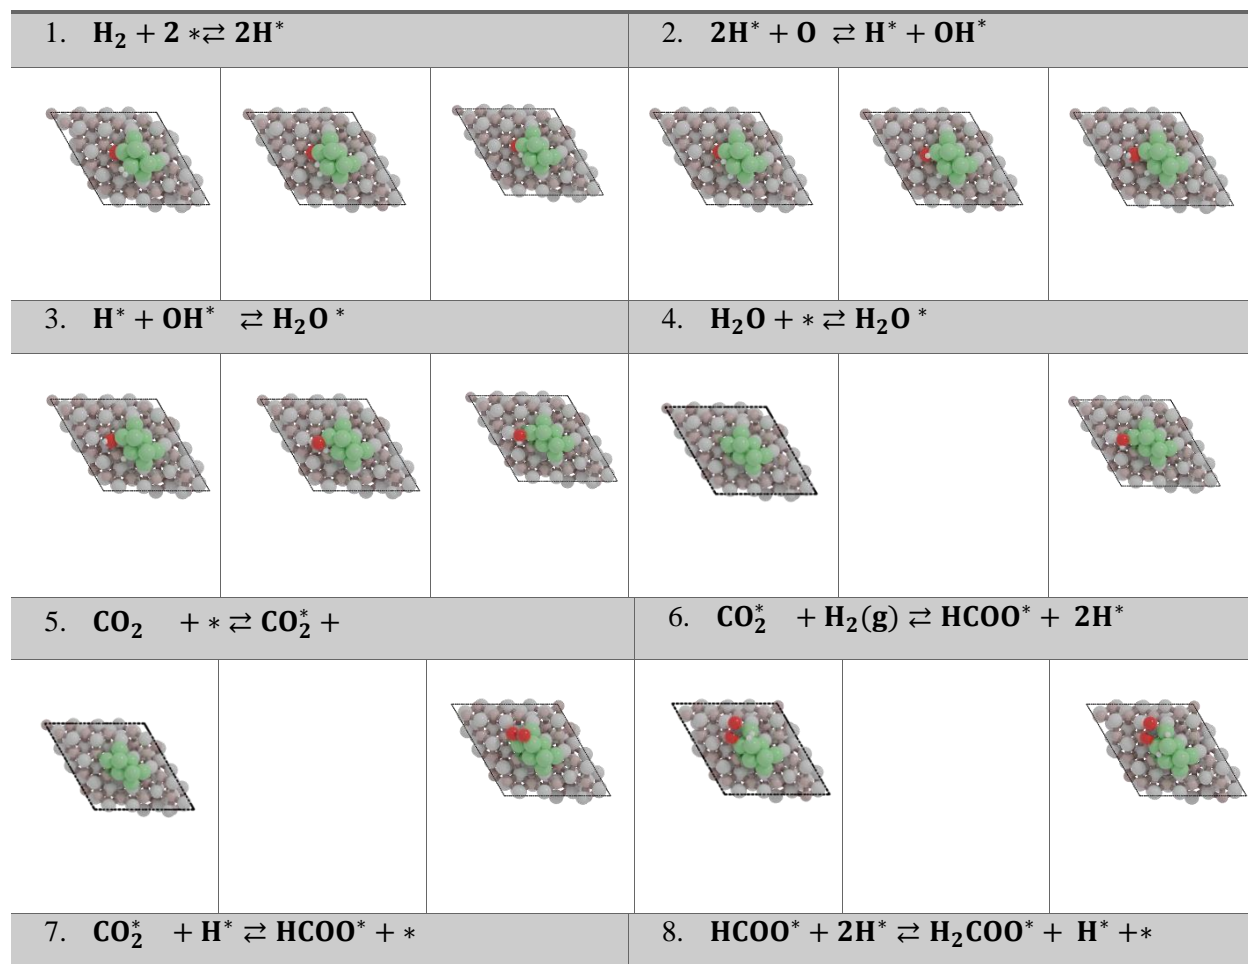 1. H₂ + 2 *⇄ 2H*
2. 2H* + O ⇄ H* + OH*
3. H* + OH* ⇄ H₂O *
4. H₂O + * ⇄ H₂O *
5. CO₂ + * ⇄ CO₂* +
6. CO₂* + H₂(g) ⇄ HCOO* + 2H*
7. CO₂* + H* ⇄ HCOO* + *
8. HCOO* + 2H* ⇄ H₂COO* + H* +*